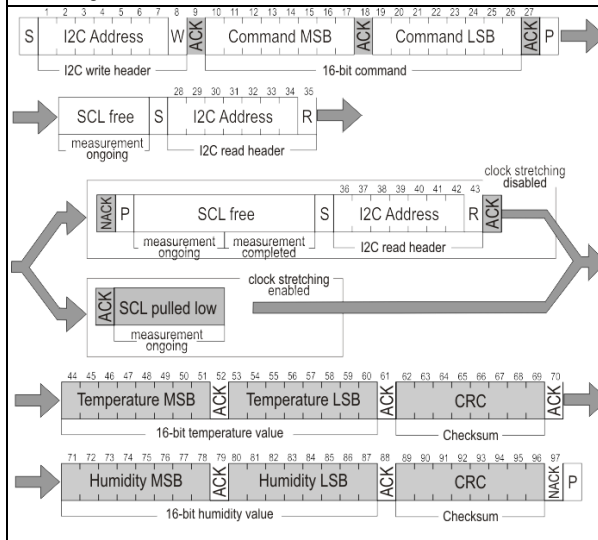 1 2 3 4 5 6 7 8 9 10 11 12 13 14 15 16 17 18 19 20 21 22 23 24 25 26 27
S I2C Address W ACK Command MSB ACK Command LSB ACK P
I2C write header 16-bit command
28 29 30 31 32 33 34 35
SCL free S I2C Address R
measurement ongoing I2C read header
clock stretching disabled
36 37 38 39 40 41 42 43
NACK P SCL free S I2C Address R ACK
measurement ongoing measurement completed I2C read header
clock stretching enabled
ACK SCL pulled low
measurement ongoing
44 45 46 47 48 49 50 51 52 53 54 55 56 57 58 59 60 61 62 63 64 65 66 67 68 69 70
Temperature MSB ACK Temperature LSB ACK CRC ACK
16-bit temperature value Checksum
71 72 73 74 75 76 77 78 79 80 81 82 83 84 85 86 87 88 89 90 91 92 93 94 95 96 97
Humidity MSB ACK Humidity LSB ACK CRC NACK P
16-bit humidity value Checksum